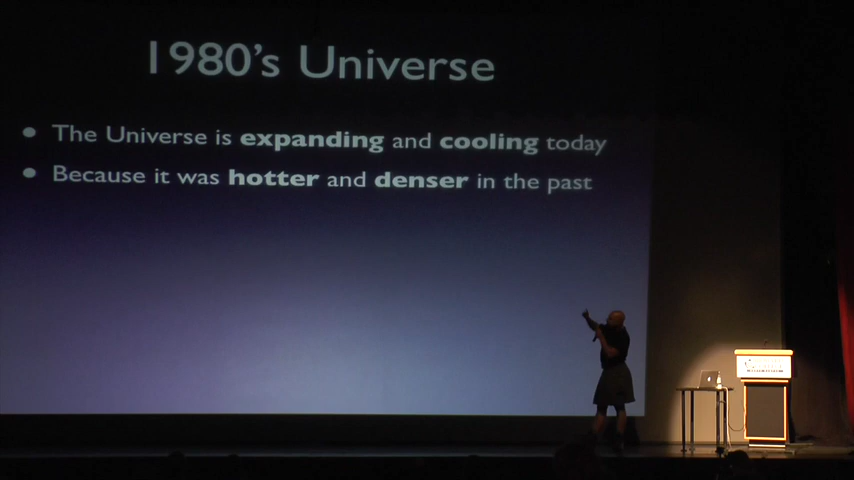 1980's Universe
• The Universe is expanding and cooling today
• Because it was hotter and denser in the past